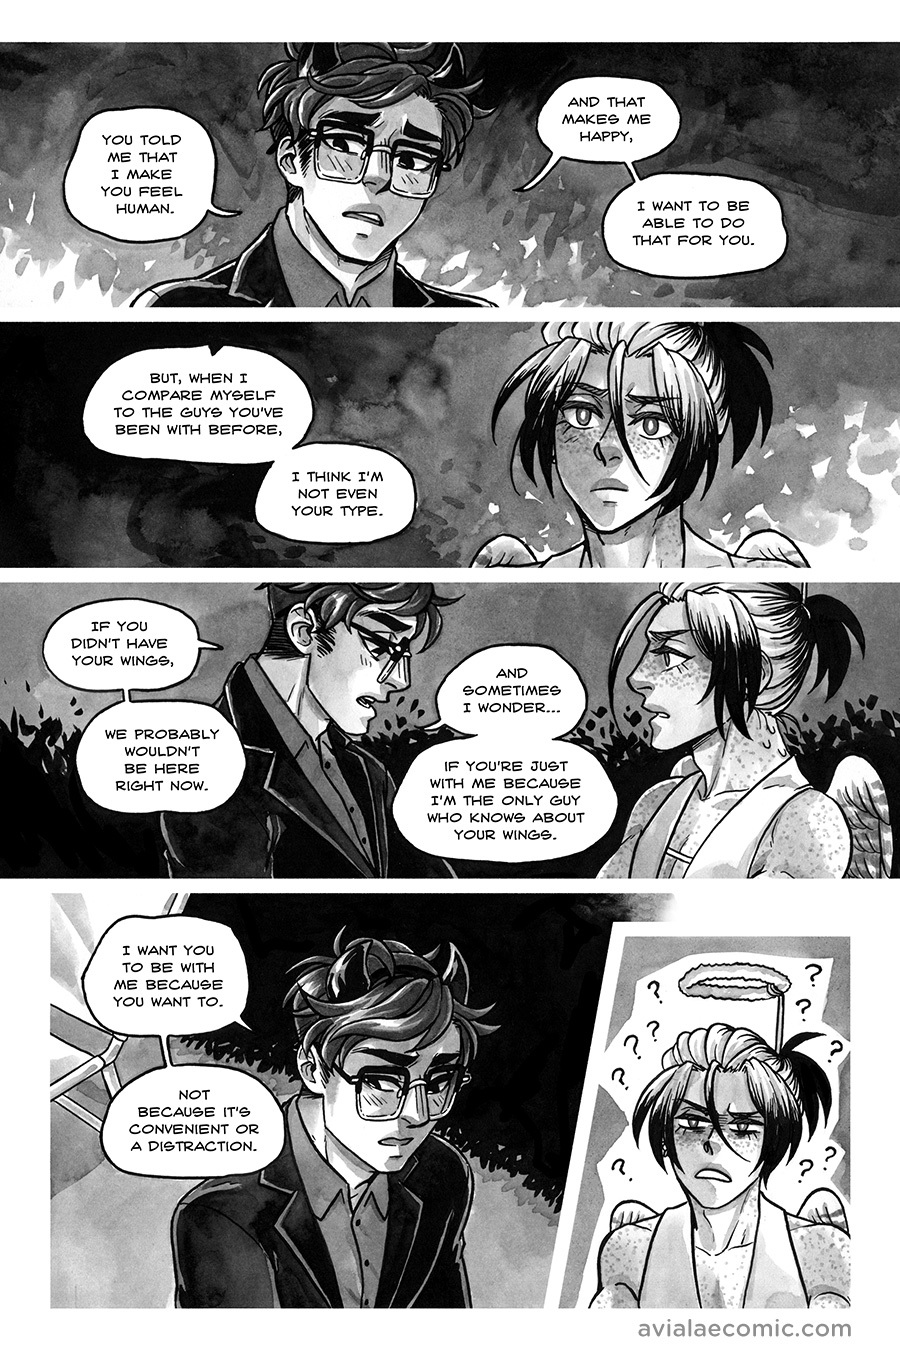 YOU TOLD
ME THAT
I MAKE
YOU FEEL
HUMAN.
AND THAT
MAKES ME
HAPPY,
I WANT TO BE
ABLE TO DO
THAT FOR YOU.
BUT, WHEN I
COMPARE MYSELF
TO THE GUYS YOU'VE
BEEN WITH BEFORE,
I THINK I'M
NOT EVEN
YOUR TYPE.
IF YOU
DIDN'T HAVE
YOUR WINGS,
WE PROBABLY
WOULDN'T
BE HERE
RIGHT NOW.
AND
SOMETIMES
I WONDER...
IF YOU'RE JUST
WITH ME BECAUSE
I'M THE ONLY GUY
WHO KNOWS ABOUT
YOUR WINGS.
I WANT YOU
TO BE WITH
ME BECAUSE
YOU WANT TO.
NOT
BECAUSE IT'S
CONVENIENT OR
A DISTRACTION.
?
?
?
?
?
?
?
?
?
?
avialaecomic.com